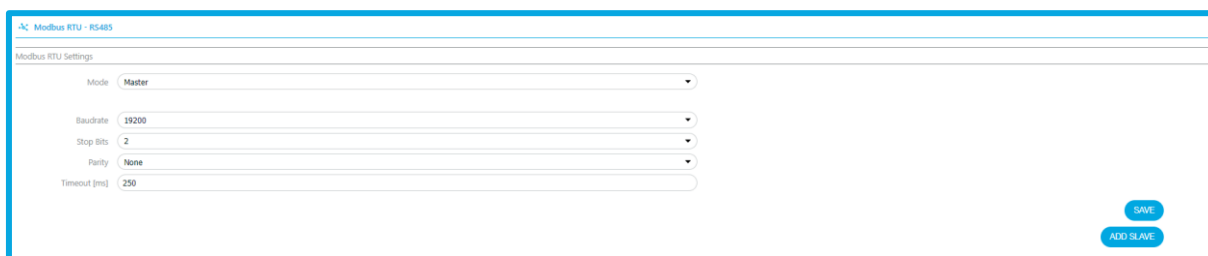 Modbus RTU - RS485
Modbus RTU Settings
Mode Master
Baudrate 19200
Stop Bits 2
Parity None
Timeout [ms] 250
SAVE
ADD SLAVE